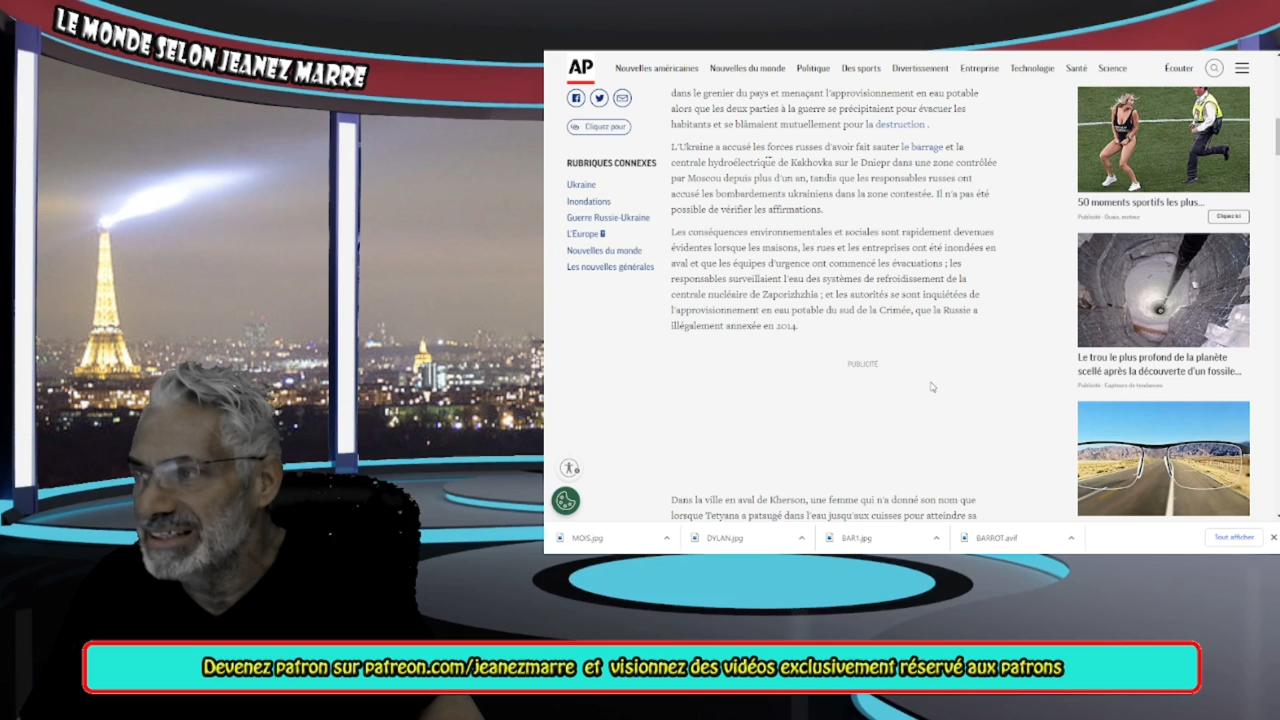 LE MONDE SELON JEANEZ MARRE
AP
Nouvelles américaines
Nouvelles du monde
Politique
Des sports
Divertissement
Entreprise
Technologie
Santé
Science
Écouter
Cliquez pour
RUBRIQUES CONNEXES
Ukraine
Inondations
Guerre Russie-Ukraine
L'Europe
Nouvelles du monde
Les nouvelles générales
dans le grenier du pays et menaçant l'approvisionnement en eau potable
alors que les deux parties à la guerre se précipitaient pour évacuer les
habitants et se blâmaient mutuellement pour la destruction .
L'Ukraine a accusé les forces russes d'avoir fait sauter le barrage et la
centrale hydroélectrique de Kakhovka sur le Dniepr dans une zone contrôlée
par Moscou depuis plus d'un an, tandis que les responsables russes ont
accusé les bombardements ukrainiens dans la zone contestée. Il n'a pas été
possible de vérifier les affirmations.
Les conséquences environnementales et sociales sont rapidement devenues
évidentes lorsque les maisons, les rues et les entreprises ont été inondées en
aval et que les équipes d'urgence ont commencé les évacuations ; les
responsables surveillaient l'eau des systèmes de refroidissement de la
centrale nucléaire de Zaporizhzhia ; et les autorités se sont inquiétées de
l'approvisionnement en eau potable du sud de la Crimée, que la Russie a
illégalement annexée en 2014.
PUBLICITÉ
Dans la ville en aval de Kherson, une femme qui n'a donné son nom que
lorsque Tetyana a pataugé dans l'eau jusqu'aux cuisses pour atteindre sa
50 moments sportifs les plus...
Publicité · Ouais, moteur
Cliquez ici
Le trou le plus profond de la planète
scellé après la découverte d'un fossile...
Publicité · Capteurs de tendances
MOIS.jpg
DYLAN.jpg
BAR1.jpg
BARROT.avif
Tout afficher
Devenez patron sur patreon.com/jeanezmarre et visionnez des vidéos exclusivement réservé aux patrons